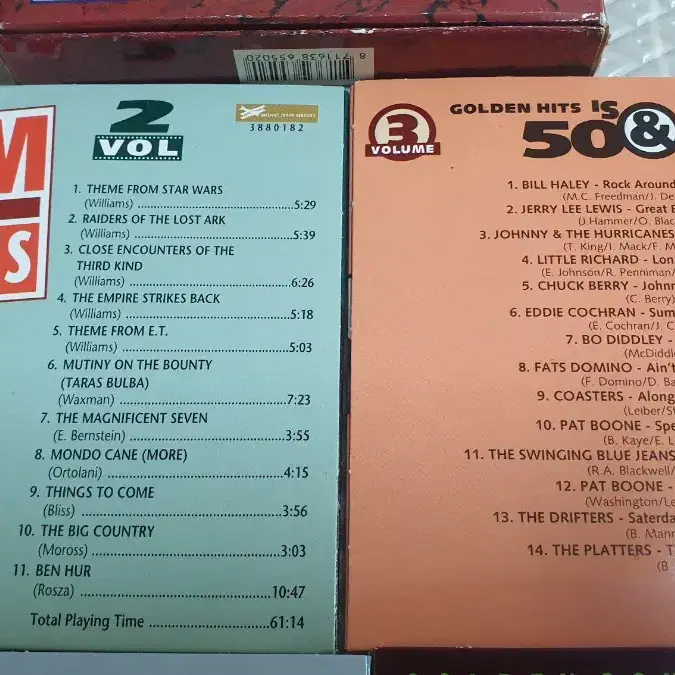 8 711638 655020
M
S
2
VOL
3880182
1. THEME FROM STAR WARS
(Williams) ..........5:29
2. RAIDERS OF THE LOST ARK
(Williams) ..........5:39
3. CLOSE ENCOUNTERS OF THE
THIRD KIND
(Williams) ..........6:26
4. THE EMPIRE STRIKES BACK
(Williams) ..........5:18
5. THEME FROM E.T.
(Williams) ..........5:03
6. MUTINY ON THE BOUNTY
(TARAS BULBA)
(Waxman) ..........7:23
7. THE MAGNIFICENT SEVEN
(E. Bernstein) ..........3:55
8. MONDO CANE (MORE)
(Ortolani) ..........4:15
9. THINGS TO COME
(Bliss) ..........3:56
10. THE BIG COUNTRY
(Moross) ..........3:03
11. BEN HUR
(Rosza) ..........10:47
Total Playing Time ..........61:14
3
VOLUME
GOLDEN HITS IS
50 &
1. BILL HALEY - Rock Around
(M.C. Freedman/J. De
2. JERRY LEE LEWIS - Great
(J.Hammer/O. Blac
3. JOHNNY & THE HURRICANES
(T. King/I. Mack/F. M
4. LITTLE RICHARD - Lon
(E. Johnson/R. Penniman/
5. CHUCK BERRY - John
(C. Berry)
6. EDDIE COCHRAN - Sum
(E. Cochran/J. C
7. BO DIDDLEY -
(McDiddle
8. FATS DOMINO - Ain't
(F. Domino/D. Ba
9. COASTERS - Along
(Leiber/St
10. PAT BOONE - Spe
(B. Kaye/E. L
11. THE SWINGING BLUE JEANS
(R.A. Blackwell/
12. PAT BOONE -
(Washington/Le
13. THE DRIFTERS - Saterda
(B. Mann
14. THE PLATTERS - T
(B